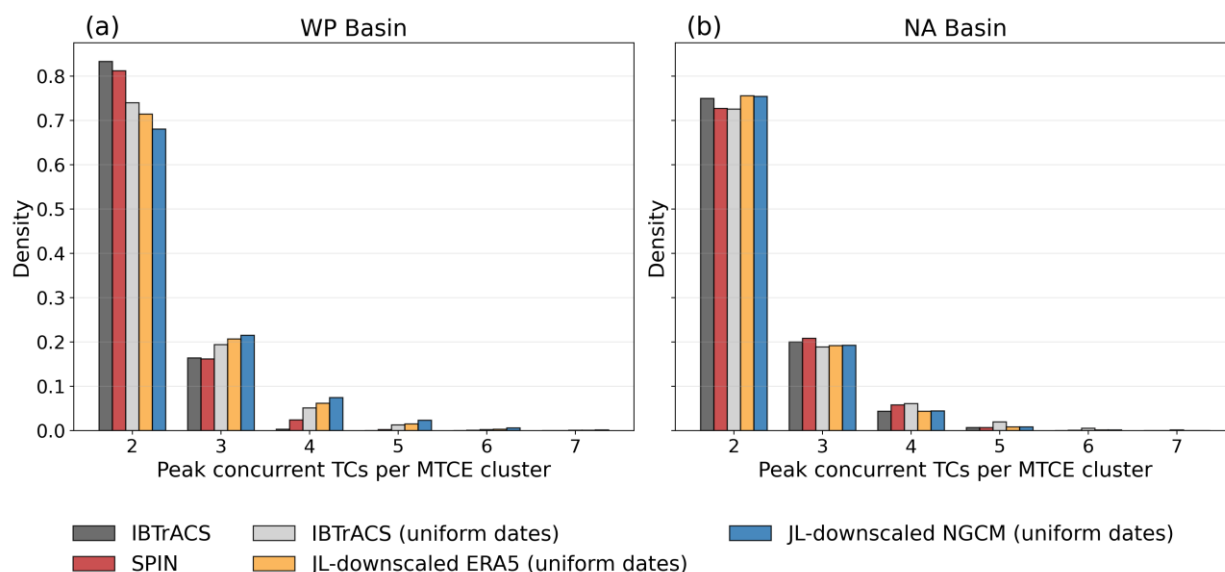 (a) WP Basin
(b) NA Basin
Density
0.8
0.7
0.6
0.5
0.4
0.3
0.2
0.1
0.0
2 3 4 5 6 7
Peak concurrent TCs per MTCE cluster
Density
2 3 4 5 6 7
Peak concurrent TCs per MTCE cluster
IBTrACS
SPIN
IBTrACS (uniform dates)
JL-downscaled ERA5 (uniform dates)
JL-downscaled NGCM (uniform dates)